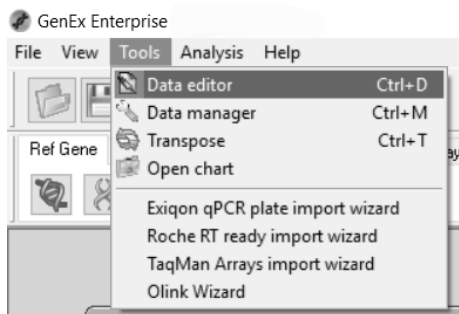 GenEx Enterprise
File View Tools Analysis Help
Data editor Ctrl+D
Data manager Ctrl+M
Transpose Ctrl+T
Open chart
Ref Gene
Exiqon qPCR plate import wizard
Roche RT ready import wizard
TaqMan Arrays import wizard
Olink Wizard